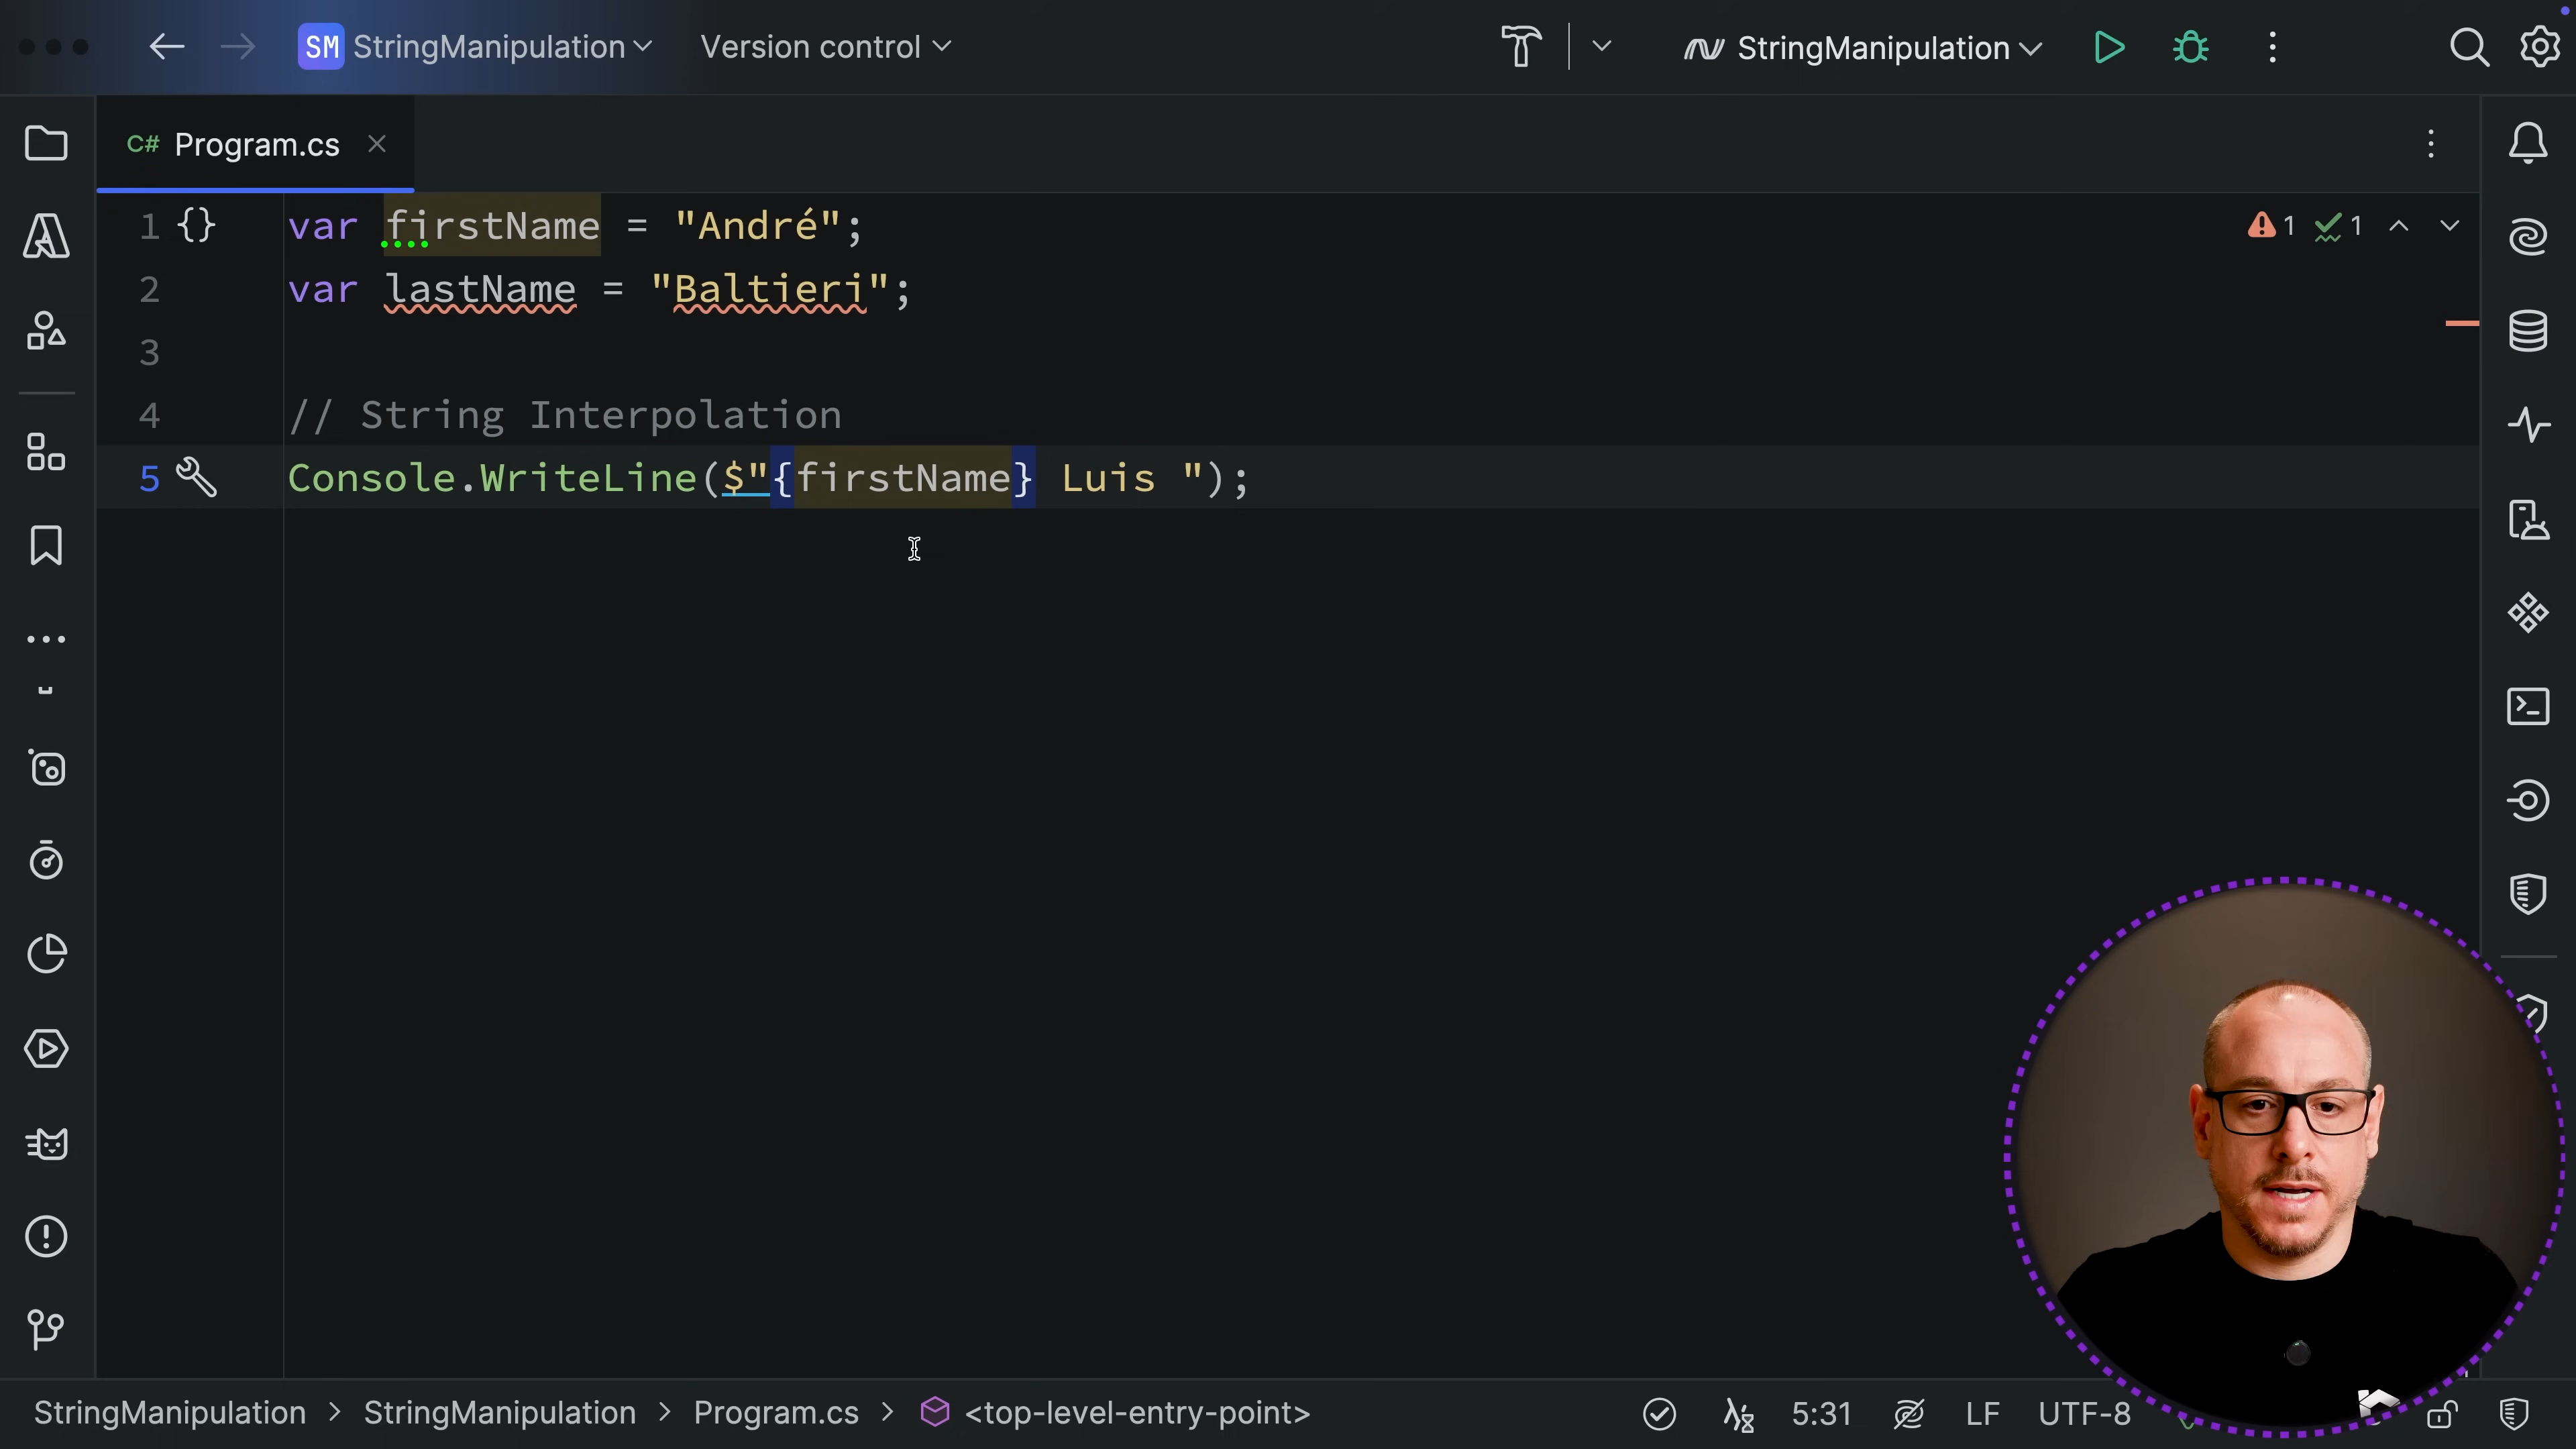 SM StringManipulation Version control StringManipulation
C# Program.cs
1 {} var firstName = "André"; 1 1
2 var lastName = "Baltieri";
3
4 // String Interpolation
5 Console.WriteLine($"{firstName} Luis ");
StringManipulation > StringManipulation > Program.cs > <top-level-entry-point> 5:31 LF UTF-8